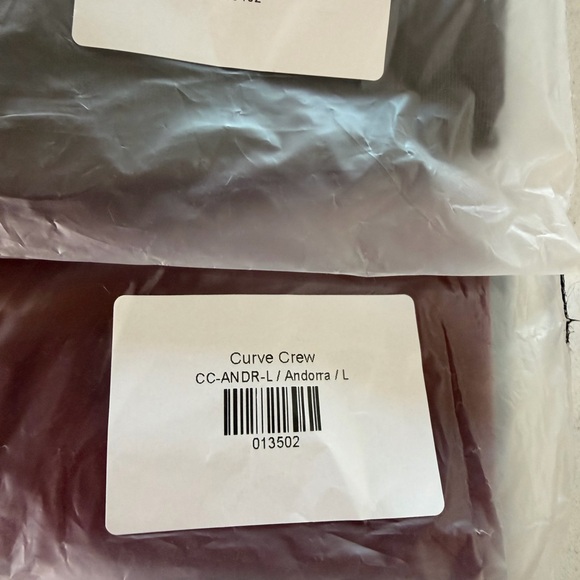 Curve Crew
CC-ANDR-L / Andorra / L
013502